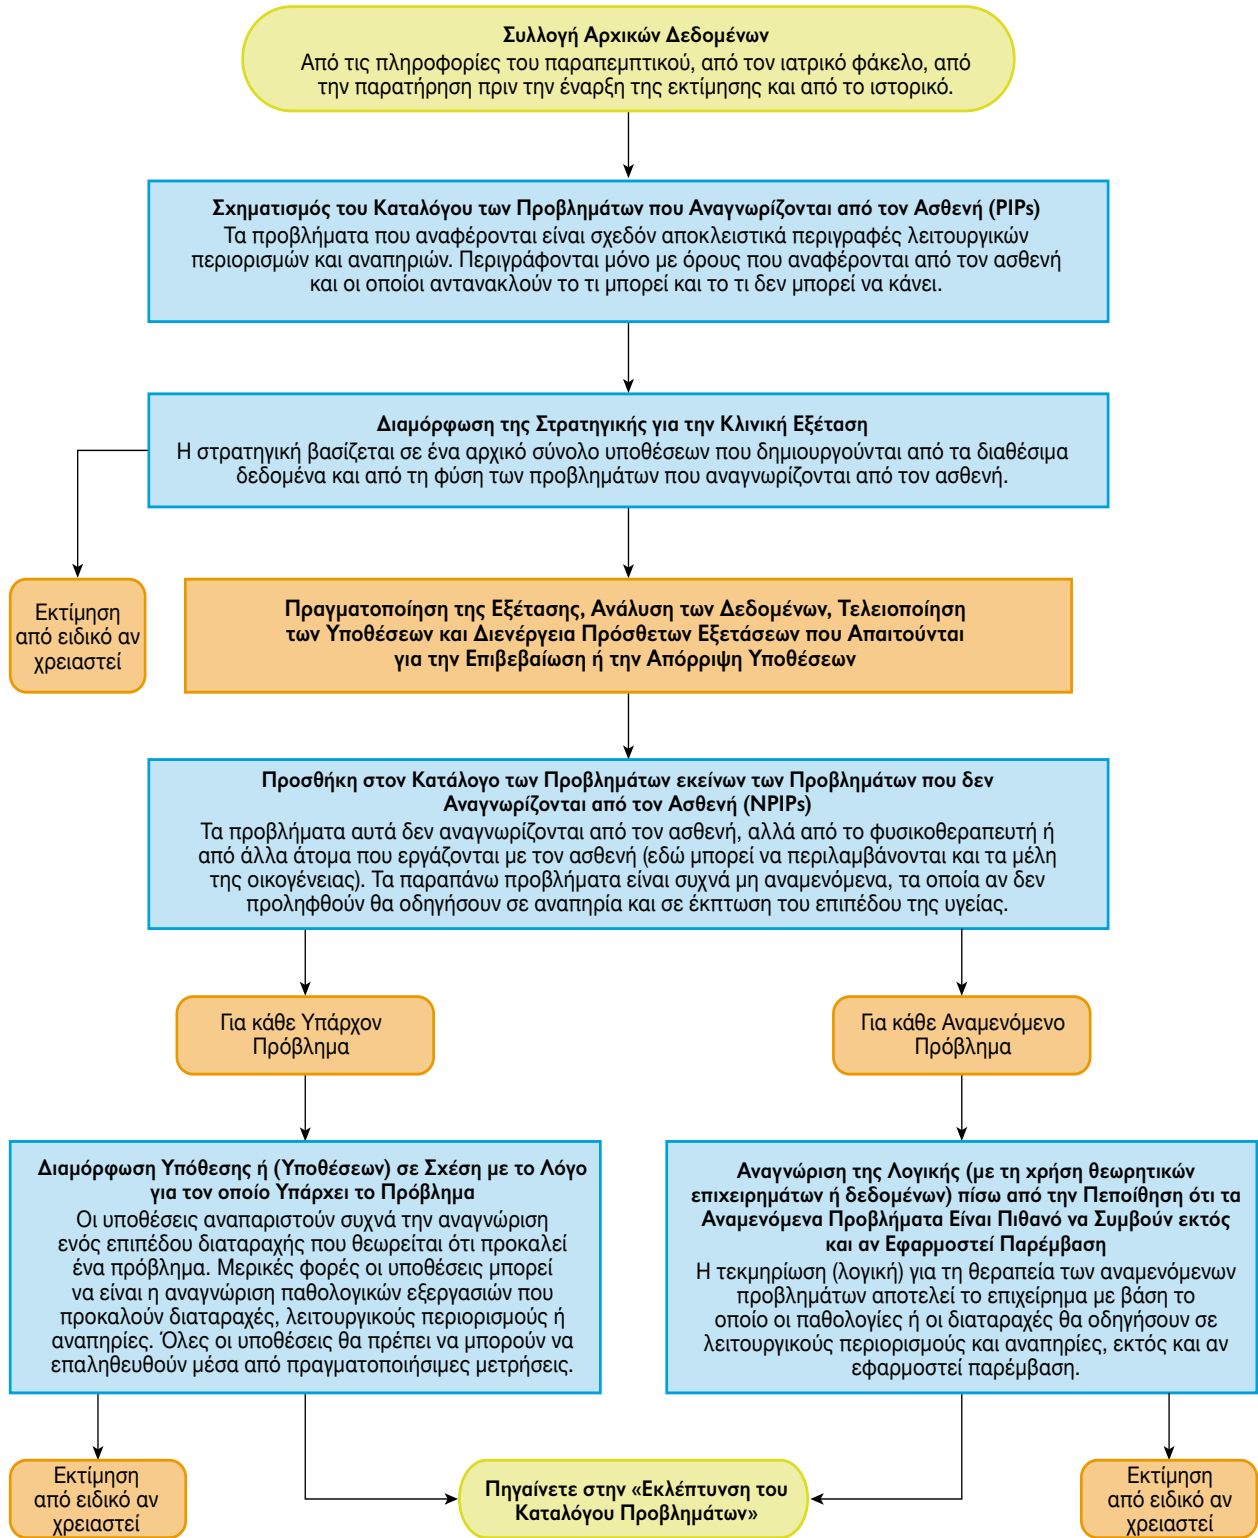 Συλλογή Αρχικών Δεδομένων
Από τις πληροφορίες του παραπεμπτικού, από τον ιατρικό φάκελο, από
την παρατήρηση πριν την έναρξη της εκτίμησης και από το ιστορικό.
Σχηματισμός του Καταλόγου των Προβλημάτων που Αναγνωρίζονται από τον Ασθενή (PIPs)
Τα προβλήματα που αναφέρονται είναι σχεδόν αποκλειστικά περιγραφές λειτουργικών
περιορισμών και αναπηριών. Περιγράφονται μόνο με όρους που αναφέρονται από τον ασθενή
και οι οποίοι αντανακλούν το τι μπορεί και το τι δεν μπορεί να κάνει.
Διαμόρφωση της Στρατηγικής για την Κλινική Εξέταση
Η στρατηγική βασίζεται σε ένα αρχικό σύνολο υποθέσεων που δημιουργούνται από τα διαθέσιμα
δεδομένα και από τη φύση των προβλημάτων που αναγνωρίζονται από τον ασθενή.
Εκτίμηση
από ειδικό αν
χρειαστεί
Πραγματοποίηση της Εξέτασης, Ανάλυση των Δεδομένων, Τελειοποίηση
των Υποθέσεων και Διενέργεια Πρόσθετων Εξετάσεων που Απαιτούνται
για την Επιβεβαίωση ή την Απόρριψη Υποθέσεων
Προσθήκη στον Κατάλογο των Προβλημάτων εκείνων των Προβλημάτων που δεν
Αναγνωρίζονται από τον Ασθενή (NPIPs)
Τα προβλήματα αυτά δεν αναγνωρίζονται από τον ασθενή, αλλά από το φυσικοθεραπευτή ή
από άλλα άτομα που εργάζονται με τον ασθενή (εδώ μπορεί να περιλαμβάνονται και τα μέλη
της οικογένειας). Τα παραπάνω προβλήματα είναι συχνά μη αναμενόμενα, τα οποία αν δεν
προληφθούν θα οδηγήσουν σε αναπηρία και σε έκπτωση του επιπέδου της υγείας.
Για κάθε Υπάρχον
Πρόβλημα
Για κάθε Αναμενόμενο
Πρόβλημα
Διαμόρφωση Υπόθεσης ή (Υποθέσεων) σε Σχέση με το Λόγο
για τον οποίο Υπάρχει το Πρόβλημα
Οι υποθέσεις αναπαριστούν συχνά την αναγνώριση
ενός επιπέδου διαταραχής που θεωρείται ότι προκαλεί
ένα πρόβλημα. Μερικές φορές οι υποθέσεις μπορεί
να είναι η αναγνώριση παθολογικών εξεργασιών που
προκαλούν διαταραχές, λειτουργικούς περιορισμούς ή
αναπηρίες. Όλες οι υποθέσεις θα πρέπει να μπορούν να
επαληθευθούν μέσα από πραγματοποιήσιμες μετρήσεις.
Αναγνώριση της Λογικής (με τη χρήση θεωρητικών
επιχειρημάτων ή δεδομένων) πίσω από την Πεποίθηση ότι τα
Αναμενόμενα Προβλήματα Είναι Πιθανό να Συμβούν εκτός
και αν Εφαρμοστεί Παρέμβαση
Η τεκμηρίωση (λογική) για τη θεραπεία των αναμενόμενων
προβλημάτων αποτελεί το επιχείρημα με βάση το
οποίο οι παθολογίες ή οι διαταραχές θα οδηγήσουν σε
λειτουργικούς περιορισμούς και αναπηρίες, εκτός και αν
εφαρμοστεί παρέμβαση.
Εκτίμηση
από ειδικό αν
χρειαστεί
Πηγαίνετε στην «Εκλέπτυνση του
Καταλόγου Προβλημάτων»
Εκτίμηση
από ειδικό αν
χρειαστεί